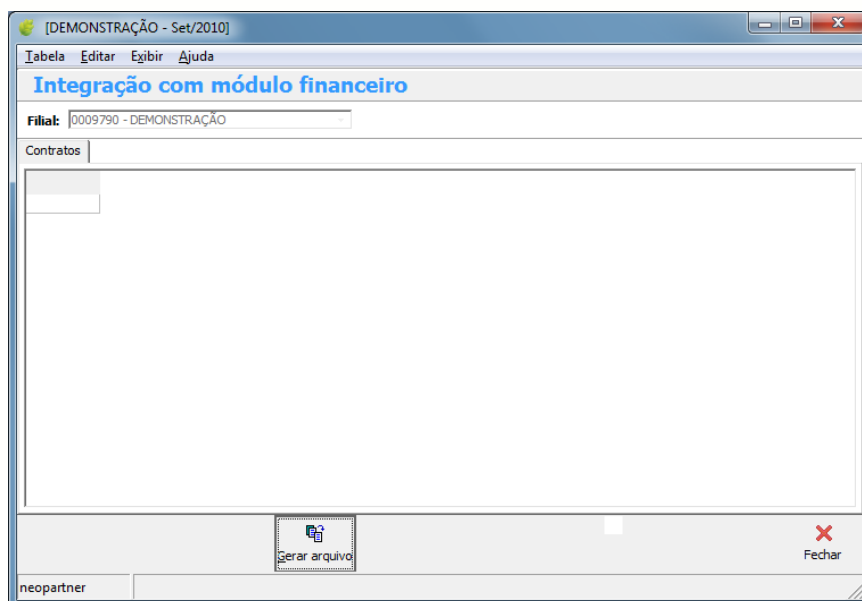 [DEMONSTRAÇÃO - Set/2010]
Tabela Editar Exibir Ajuda
Integração com módulo financeiro
Filial: 0009790 - DEMONSTRAÇÃO
Contratos
Gerar arquivo
Fechar
neopartner